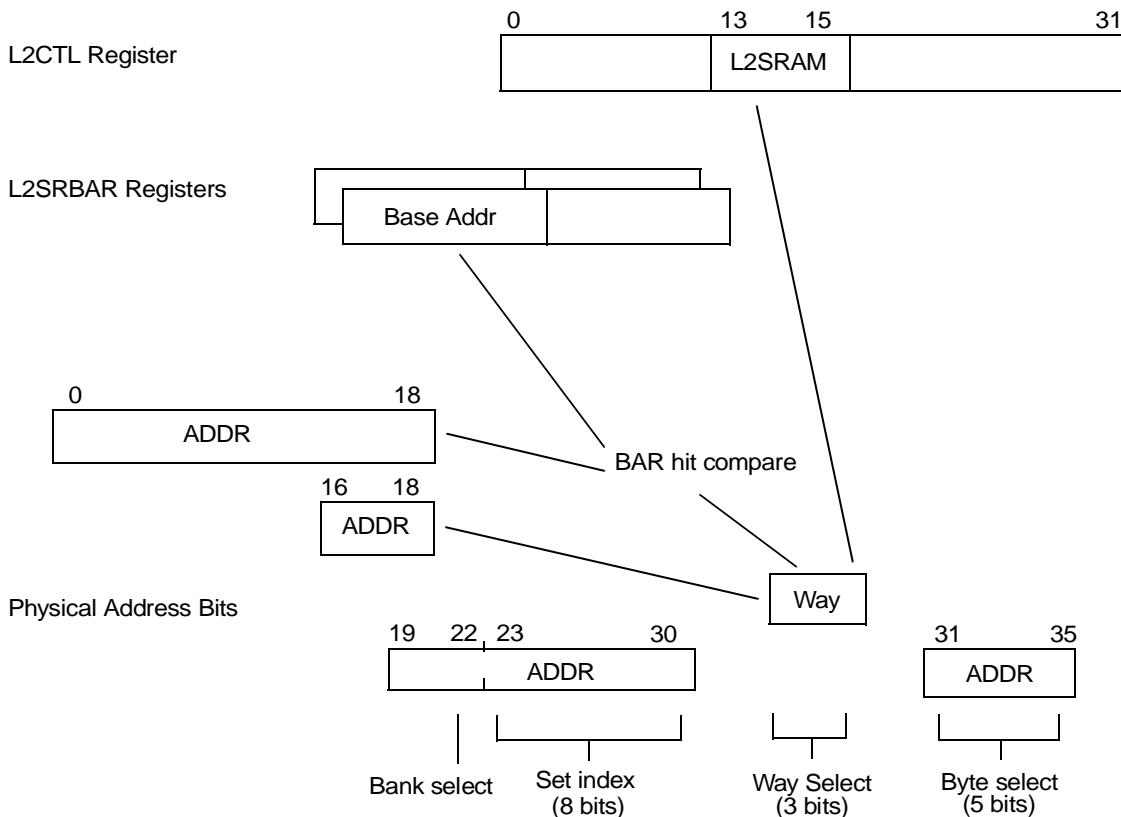 0 13 15 31
L2CTL Register
L2SRAM
L2SRBAR Registers
Base Addr
0 18
ADDR
BAR hit compare
16 18
ADDR
Way
Physical Address Bits
19 22 23 30 31 35
ADDR ADDR
Bank select Set index Way Select Byte select
(8 bits) (3 bits) (5 bits)